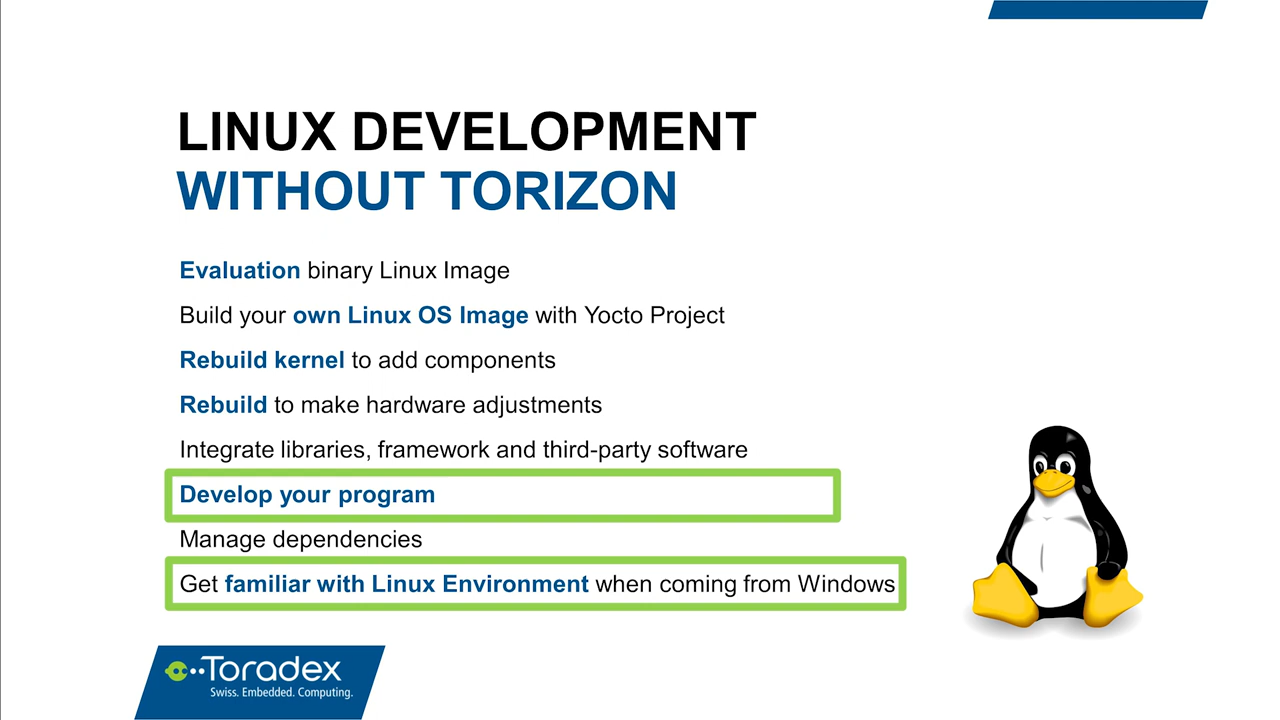 LINUX DEVELOPMENT
WITHOUT TORIZON
Evaluation binary Linux Image
Build your own Linux OS Image with Yocto Project
Rebuild kernel to add components
Rebuild to make hardware adjustments
Integrate libraries, framework and third-party software
Develop your program
Manage dependencies
Get familiar with Linux Environment when coming from Windows
Toradex
Swiss. Embedded. Computing.